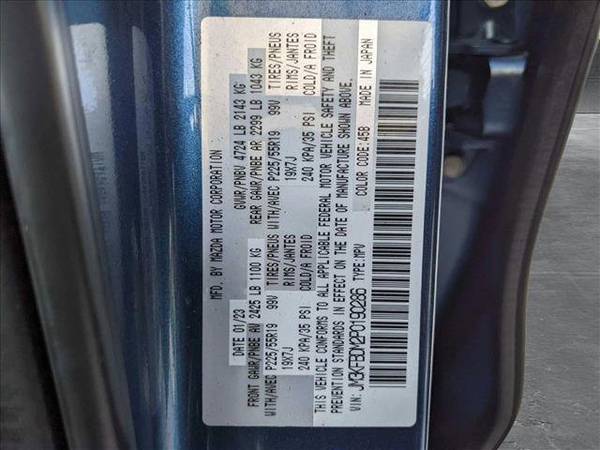 MFD. BY MAZDA MOTOR CORPORATION
DATE 01/23 GVWR/PNBV 4724 LB 2143 KG
FRONT GAWR/PNBE AV 2425 LB 1100 KG REAR GAWR/PNBE AR 2299 LB 1043 KG
WITH/AVEC P225/55R19 99V TIRES/PNEUS WITH/AVEC P225/55R19 99V TIRES/PNEUS
19X7J RIMS/JANTES 19X7J RIMS/JANTES
240 KPA/35 PSI COLD/A FROID 240 KPA/35 PSI COLD/A FROID
THIS VEHICLE CONFORMS TO ALL APPLICABLE FEDERAL MOTOR VEHICLE SAFETY AND THEFT
PREVENTION STANDARDS IN EFFECT ON THE DATE OF MANUFACTURE SHOWN ABOVE.
VIN: JM3KFBDM2P0190286 TYPE: MPV COLOR CODE: 45B MADE IN JAPAN